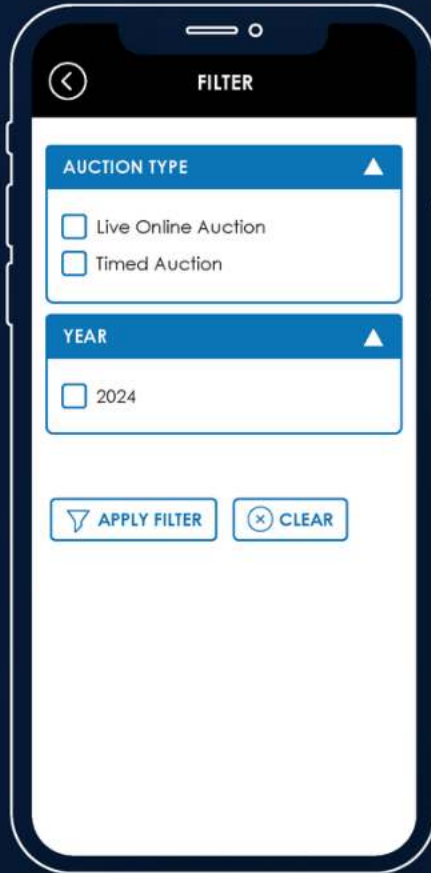 FILTER
AUCTION TYPE
Live Online Auction
Timed Auction
YEAR
2024
APPLY FILTER
CLEAR